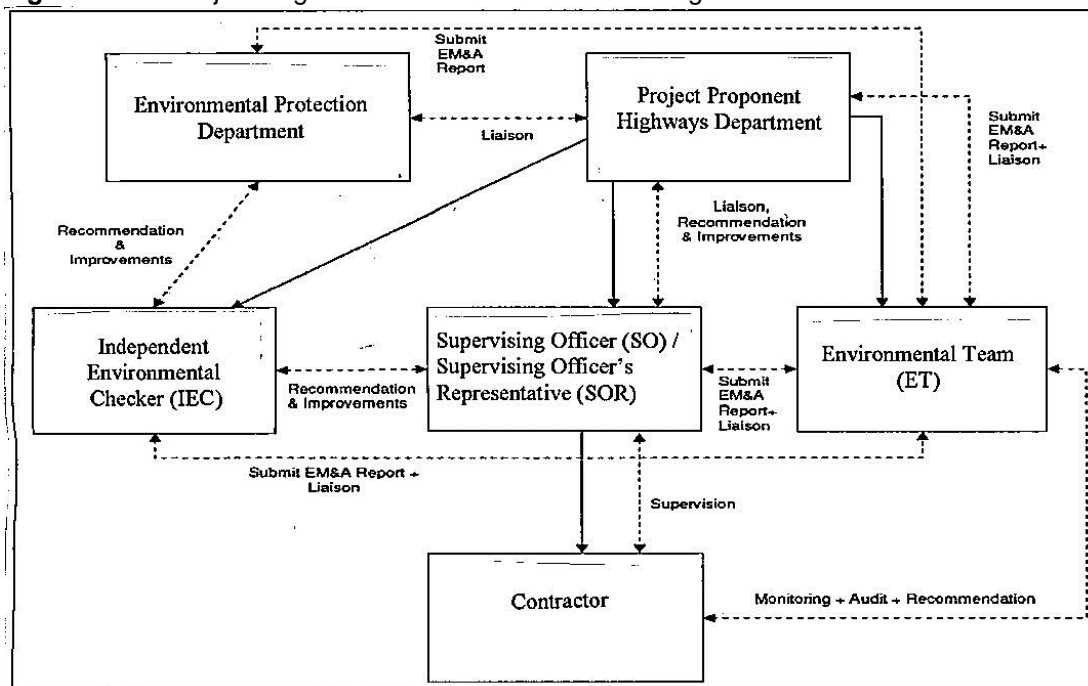 Submit
EM&A
Report
Environmental Protection
Department
Liaison
Project Proponent
Highways Department
Submit
EM&A
Report+
Liaison
Recommendation
&
Improvements
Liaison,
Recommendation
& Improvements
Independent
Environmental
Checker (IEC)
Recommendation
& Improvements
Supervising Officer (SO) /
Supervising Officer's
Representative (SOR)
Submit
EM&A
Report+
Liaison
Environmental Team
(ET)
Submit EM&A Report +
Liaison
Supervision
Contractor
Monitoring + Audit + Recommendation